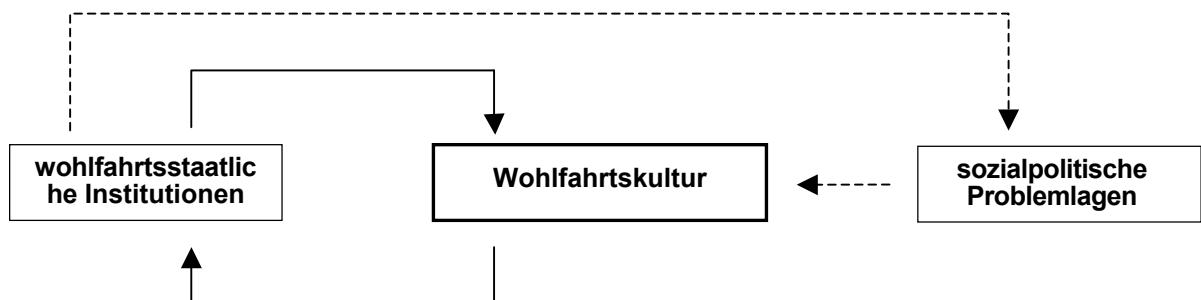 wohlfahrtsstaatlic
he Institutionen
Wohlfahrtskultur
sozialpolitische
Problemlagen